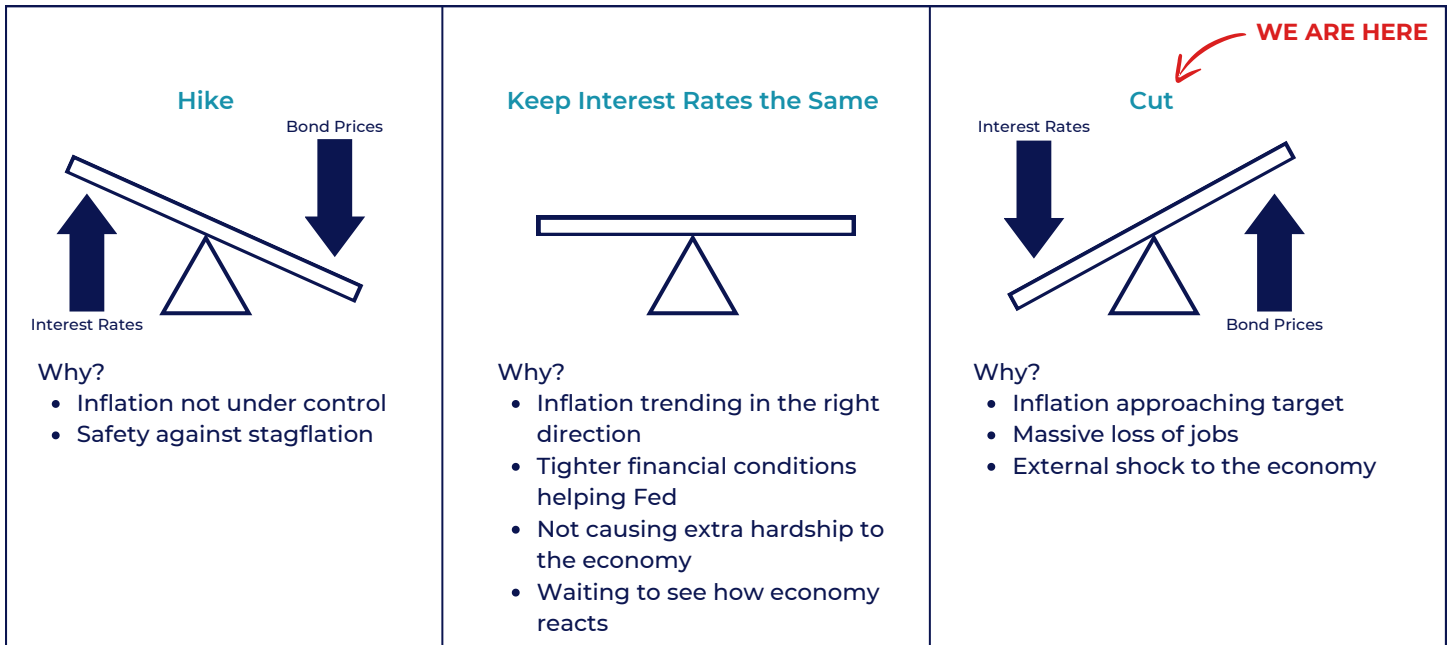 Hike
Bond Prices
Interest Rates
Why?
• Inflation not under control
• Safety against stagflation
Keep Interest Rates the Same
Why?
• Inflation trending in the right
direction
• Tighter financial conditions
helping Fed
• Not causing extra hardship to
the economy
• Waiting to see how economy
reacts
WE ARE HERE
Cut
Interest Rates
Bond Prices
Why?
• Inflation approaching target
• Massive loss of jobs
• External shock to the economy